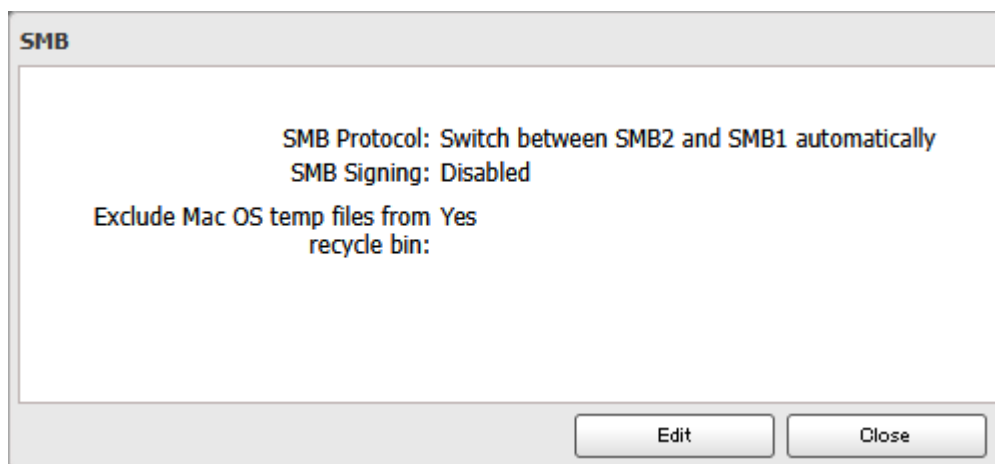 SMB
SMB Protocol: Switch between SMB2 and SMB1 automatically
SMB Signing: Disabled
Exclude Mac OS temp files from Yes
recycle bin:
Edit Close